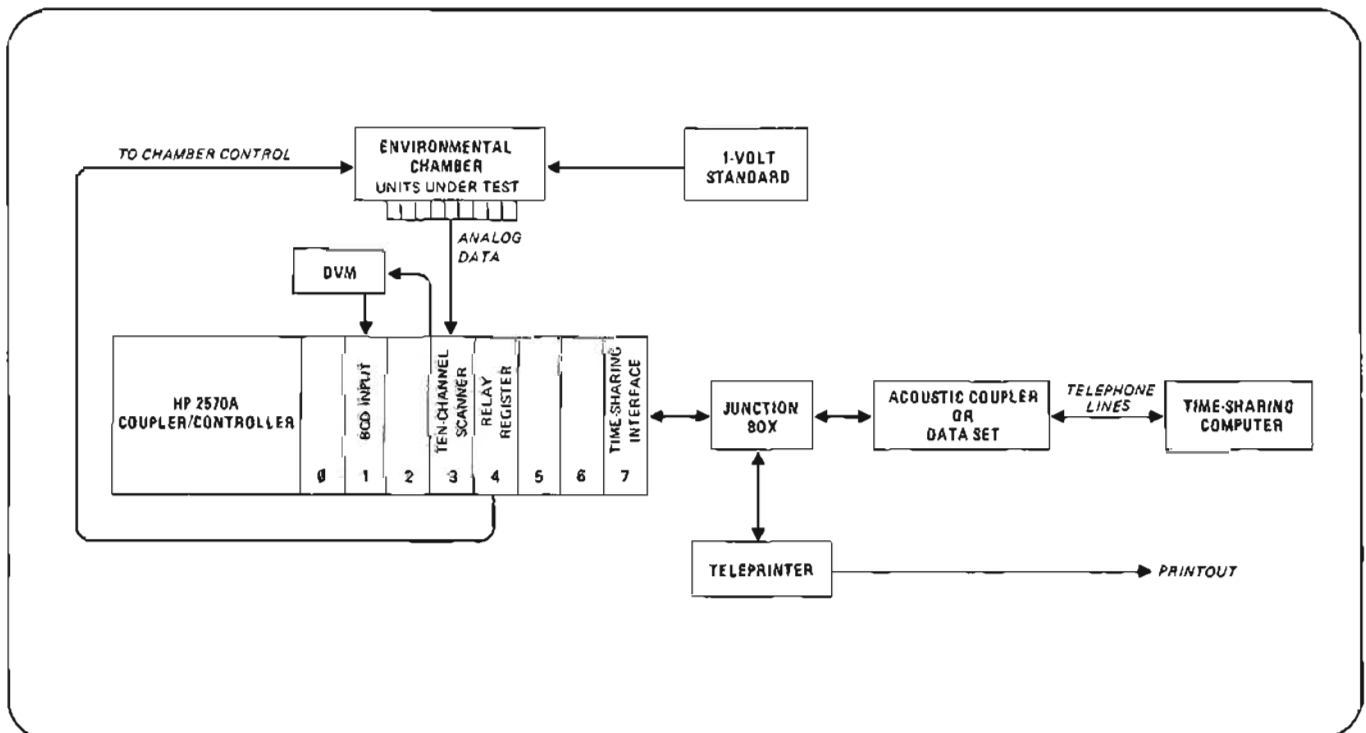 TO CHAMBER CONTROL
ENVIRONMENTAL
CHAMBER
UNITS UNDER TEST
1-VOLT
STANDARD
ANALOG
DATA
DVM
HP 2570A
COUPLER/CONTROLLER
BCD INPUT
TEN-CHANNEL
SCANNER
RELAY
REGISTER
TIME-SHARING
INTERFACE
0 1 2 3 4 5 6 7
JUNCTION
BOX
ACOUSTIC COUPLER
OR
DATA SET
TELEPHONE
LINES
TIME-SHARING
COMPUTER
TELEPRINTER
PRINTOUT